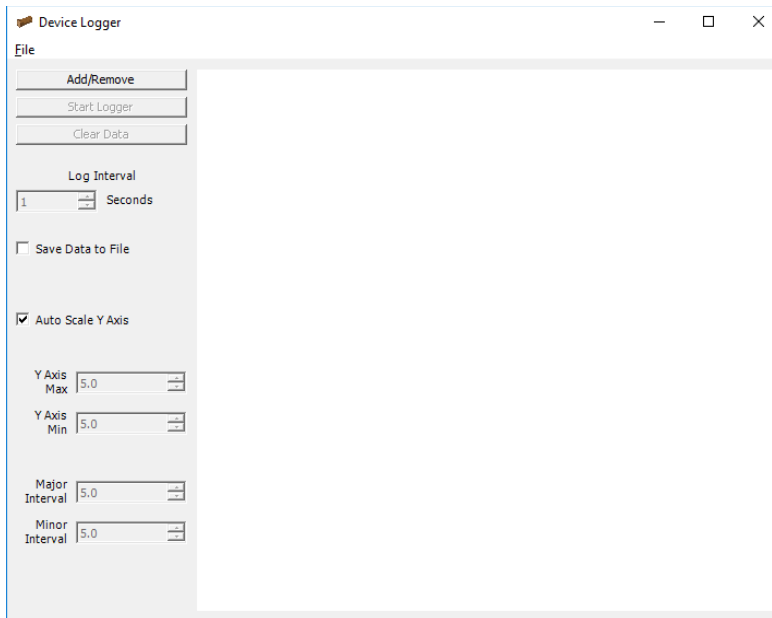 Device Logger
File
Add/Remove
Start Logger
Clear Data
Log Interval
1 Seconds
Save Data to File
Auto Scale Y Axis
Y Axis
Max 5.0
Y Axis
Min 5.0
Major
Interval 5.0
Minor
Interval 5.0